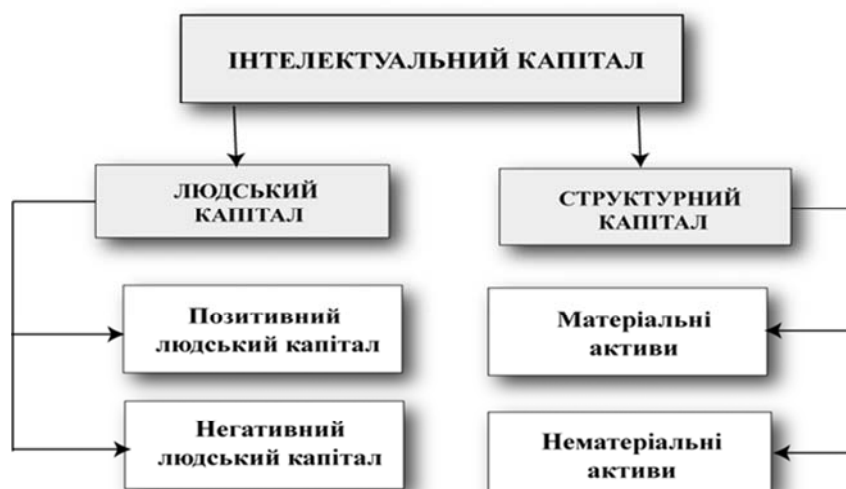 ІНТЕЛЕКТУАЛЬНИЙ КАПІТАЛ
ЛЮДСЬКИЙ
КАПІТАЛ
СТРУКТУРНИЙ
КАПІТАЛ
Позитивний
людський капітал
Матеріальні
активи
Негативний
людський капітал
Нематеріальні
активи